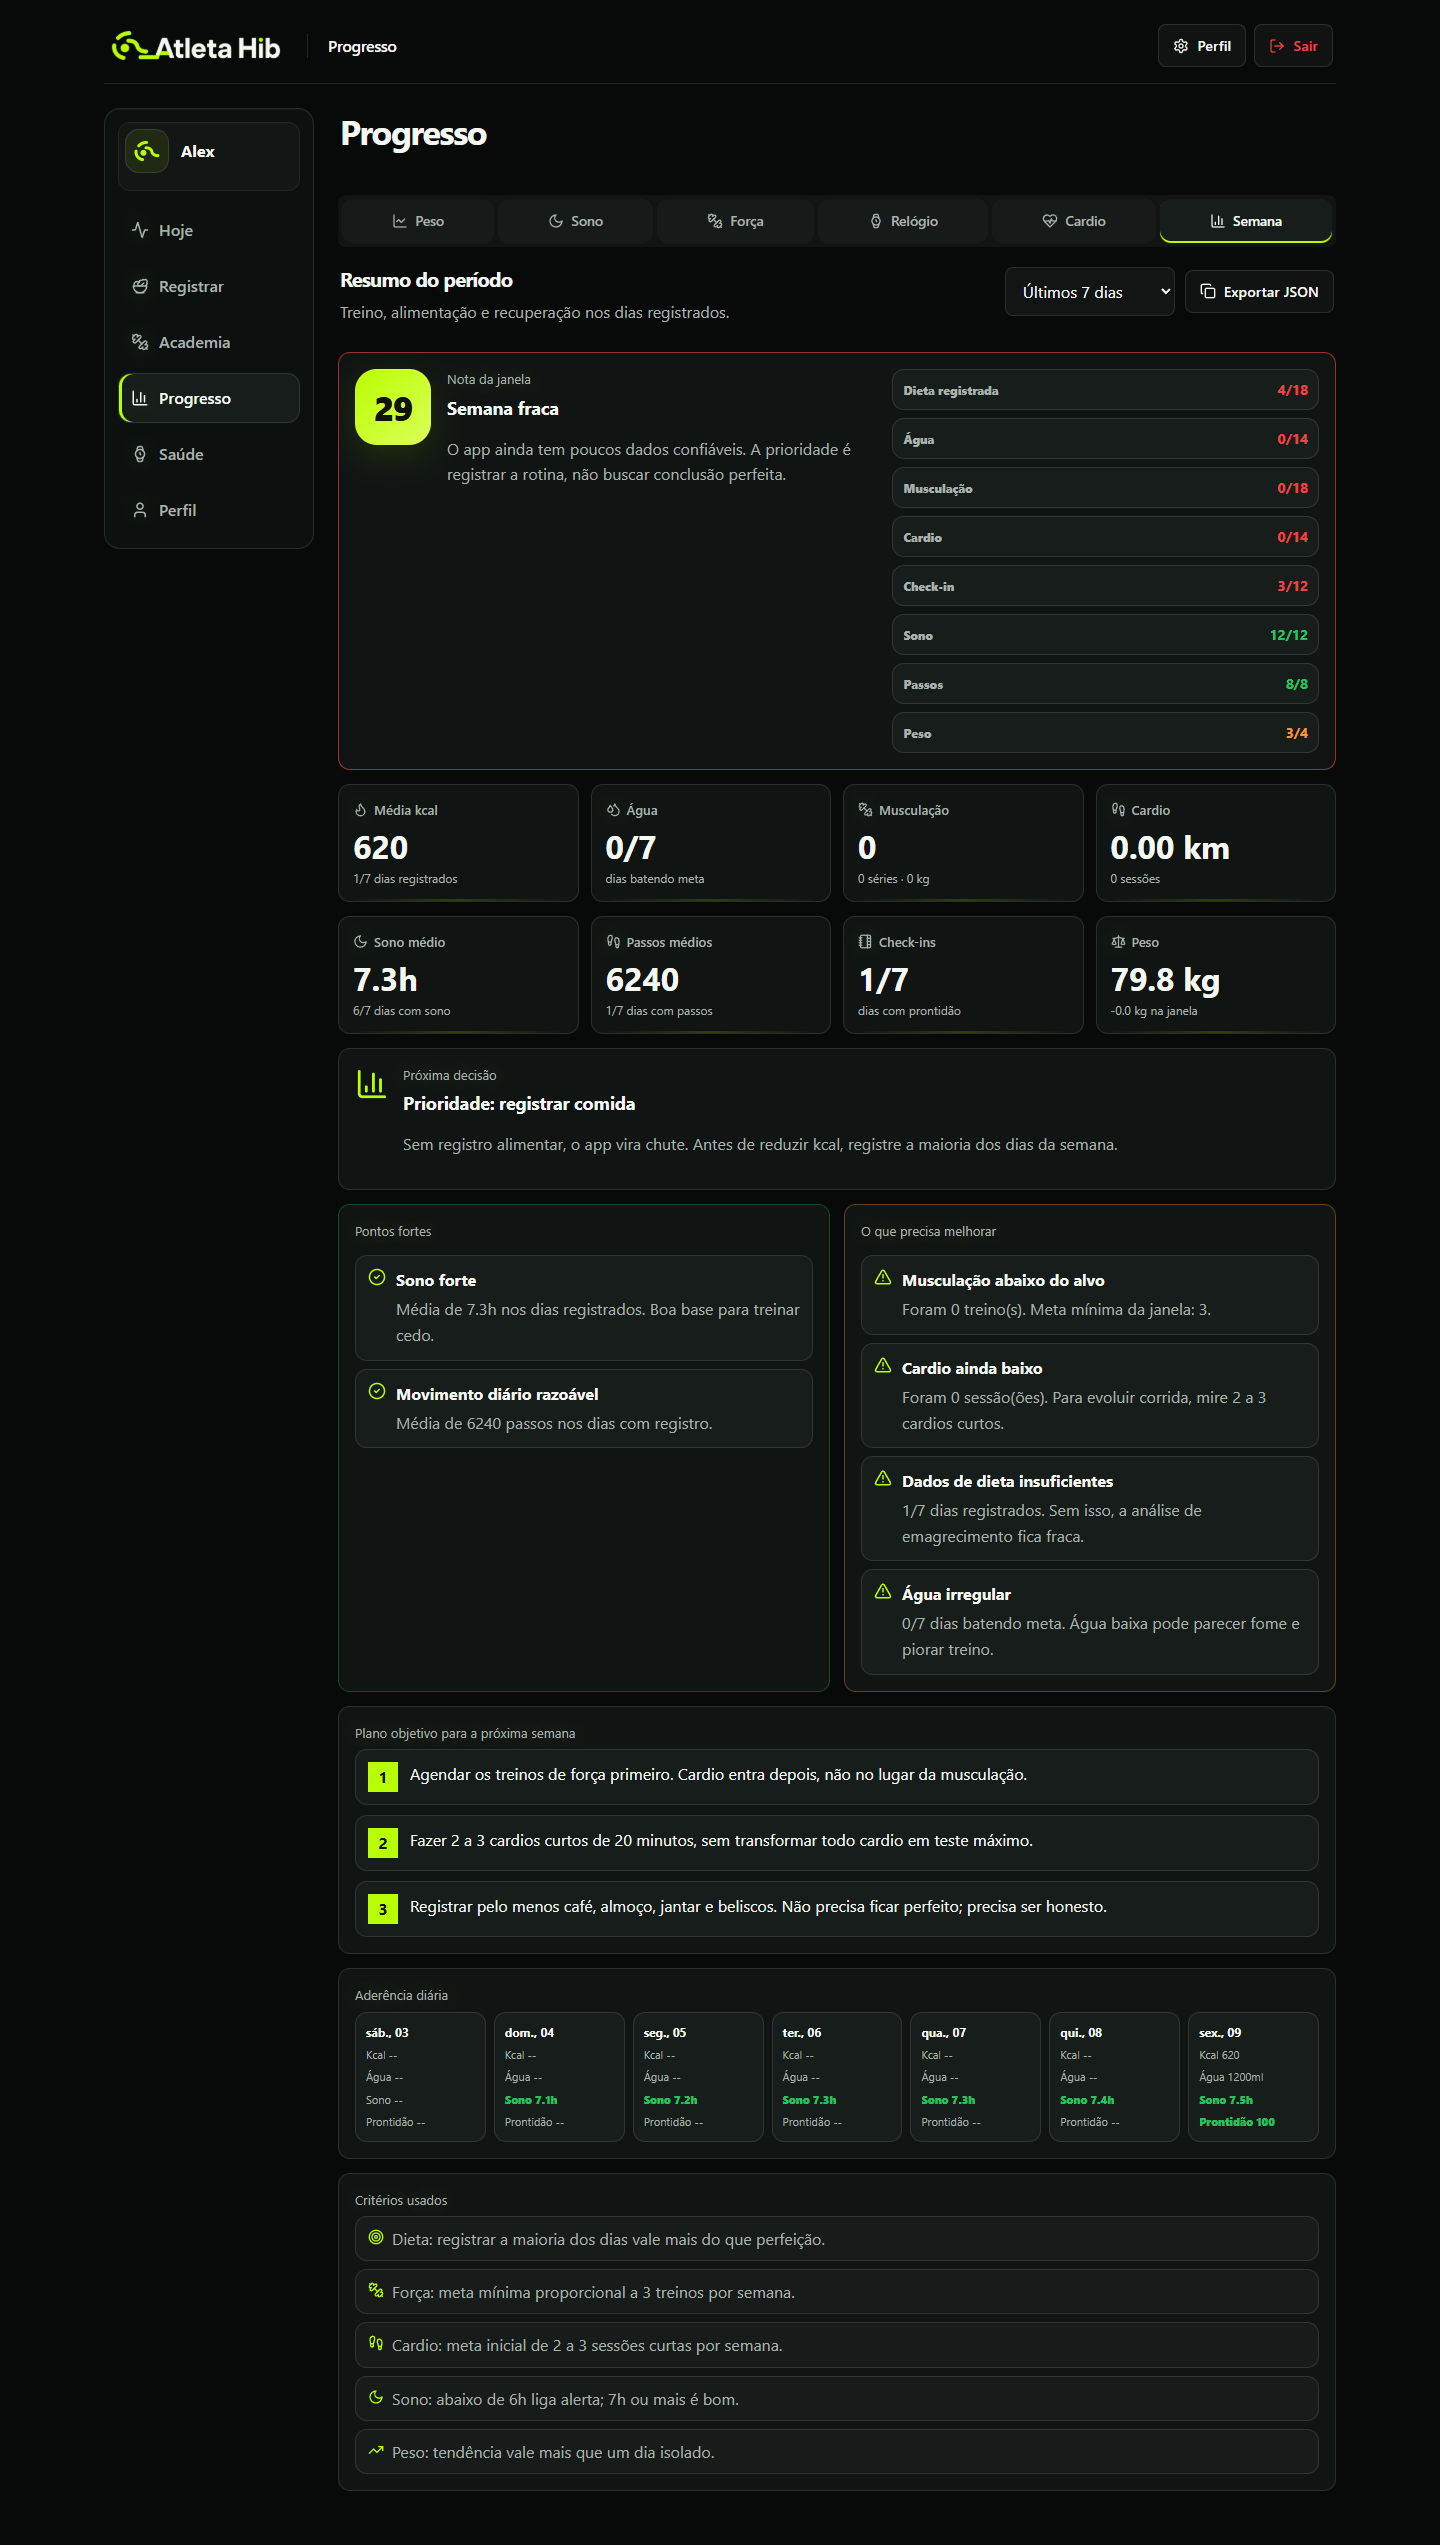 Atleta Hib
Progresso
Perfil
Sair
Alex
Hoje
Registrar
Academia
Progresso
Saúde
Perfil
Progresso
Peso
Sono
Força
Relógio
Cardio
Semana
Resumo do período
Treino, alimentação e recuperação nos dias registrados.
Últimos 7 dias
Exportar JSON
29
Nota da janela
Semana fraca
O app ainda tem poucos dados confiáveis. A prioridade é
registrar a rotina, não buscar conclusão perfeita.
Dieta registrada 4/18
Água 0/14
Musculação 0/18
Cardio 0/14
Check-in 3/12
Sono 12/12
Passos 8/8
Peso 3/4
Média kcal
620
1/7 dias registrados
Água
0/7
dias batendo meta
Musculação
0
0 séries · 0 kg
Cardio
0.00 km
0 sessões
Sono médio
7.3h
6/7 dias com sono
Passos médios
6240
1/7 dias com passos
Check-ins
1/7
dias com prontidão
Peso
79.8 kg
-0.0 kg na janela
Próxima decisão
Prioridade: registrar comida
Sem registro alimentar, o app vira chute. Antes de reduzir kcal, registre a maioria dos dias da semana.
Pontos fortes
Sono forte
Média de 7.3h nos dias registrados. Boa base para treinar
cedo.
Movimento diário razoável
Média de 6240 passos nos dias com registro.
O que precisa melhorar
Musculação abaixo do alvo
Foram 0 treino(s). Meta mínima da janela: 3.
Cardio ainda baixo
Foram 0 sessão(ões). Para evoluir corrida, mire 2 a 3
cardios curtos.
Dados de dieta insuficientes
1/7 dias registrados. Sem isso, a análise de
emagrecimento fica fraca.
Água irregular
0/7 dias batendo meta. Água baixa pode parecer fome e
piorar treino.
Plano objetivo para a próxima semana
1 Agendar os treinos de força primeiro. Cardio entra depois, não no lugar da musculação.
2 Fazer 2 a 3 cardios curtos de 20 minutos, sem transformar todo cardio em teste máximo.
3 Registrar pelo menos café, almoço, jantar e beliscos. Não precisa ficar perfeito; precisa ser honesto.
Aderência diária
sáb., 03
Kcal --
Água --
Sono --
Prontidão --
dom., 04
Kcal --
Água --
Sono 7.1h
Prontidão --
seg., 05
Kcal --
Água --
Sono 7.2h
Prontidão --
ter., 06
Kcal --
Água --
Sono 7.3h
Prontidão --
qua., 07
Kcal --
Água --
Sono 7.3h
Prontidão --
qui., 08
Kcal --
Água --
Sono 7.4h
Prontidão --
sex., 09
Kcal 620
Água 1200ml
Sono 7.5h
Prontidão 100
Critérios usados
Dieta: registrar a maioria dos dias vale mais do que perfeição.
Força: meta mínima proporcional a 3 treinos por semana.
Cardio: meta inicial de 2 a 3 sessões curtas por semana.
Sono: abaixo de 6h liga alerta; 7h ou mais é bom.
Peso: tendência vale mais que um dia isolado.